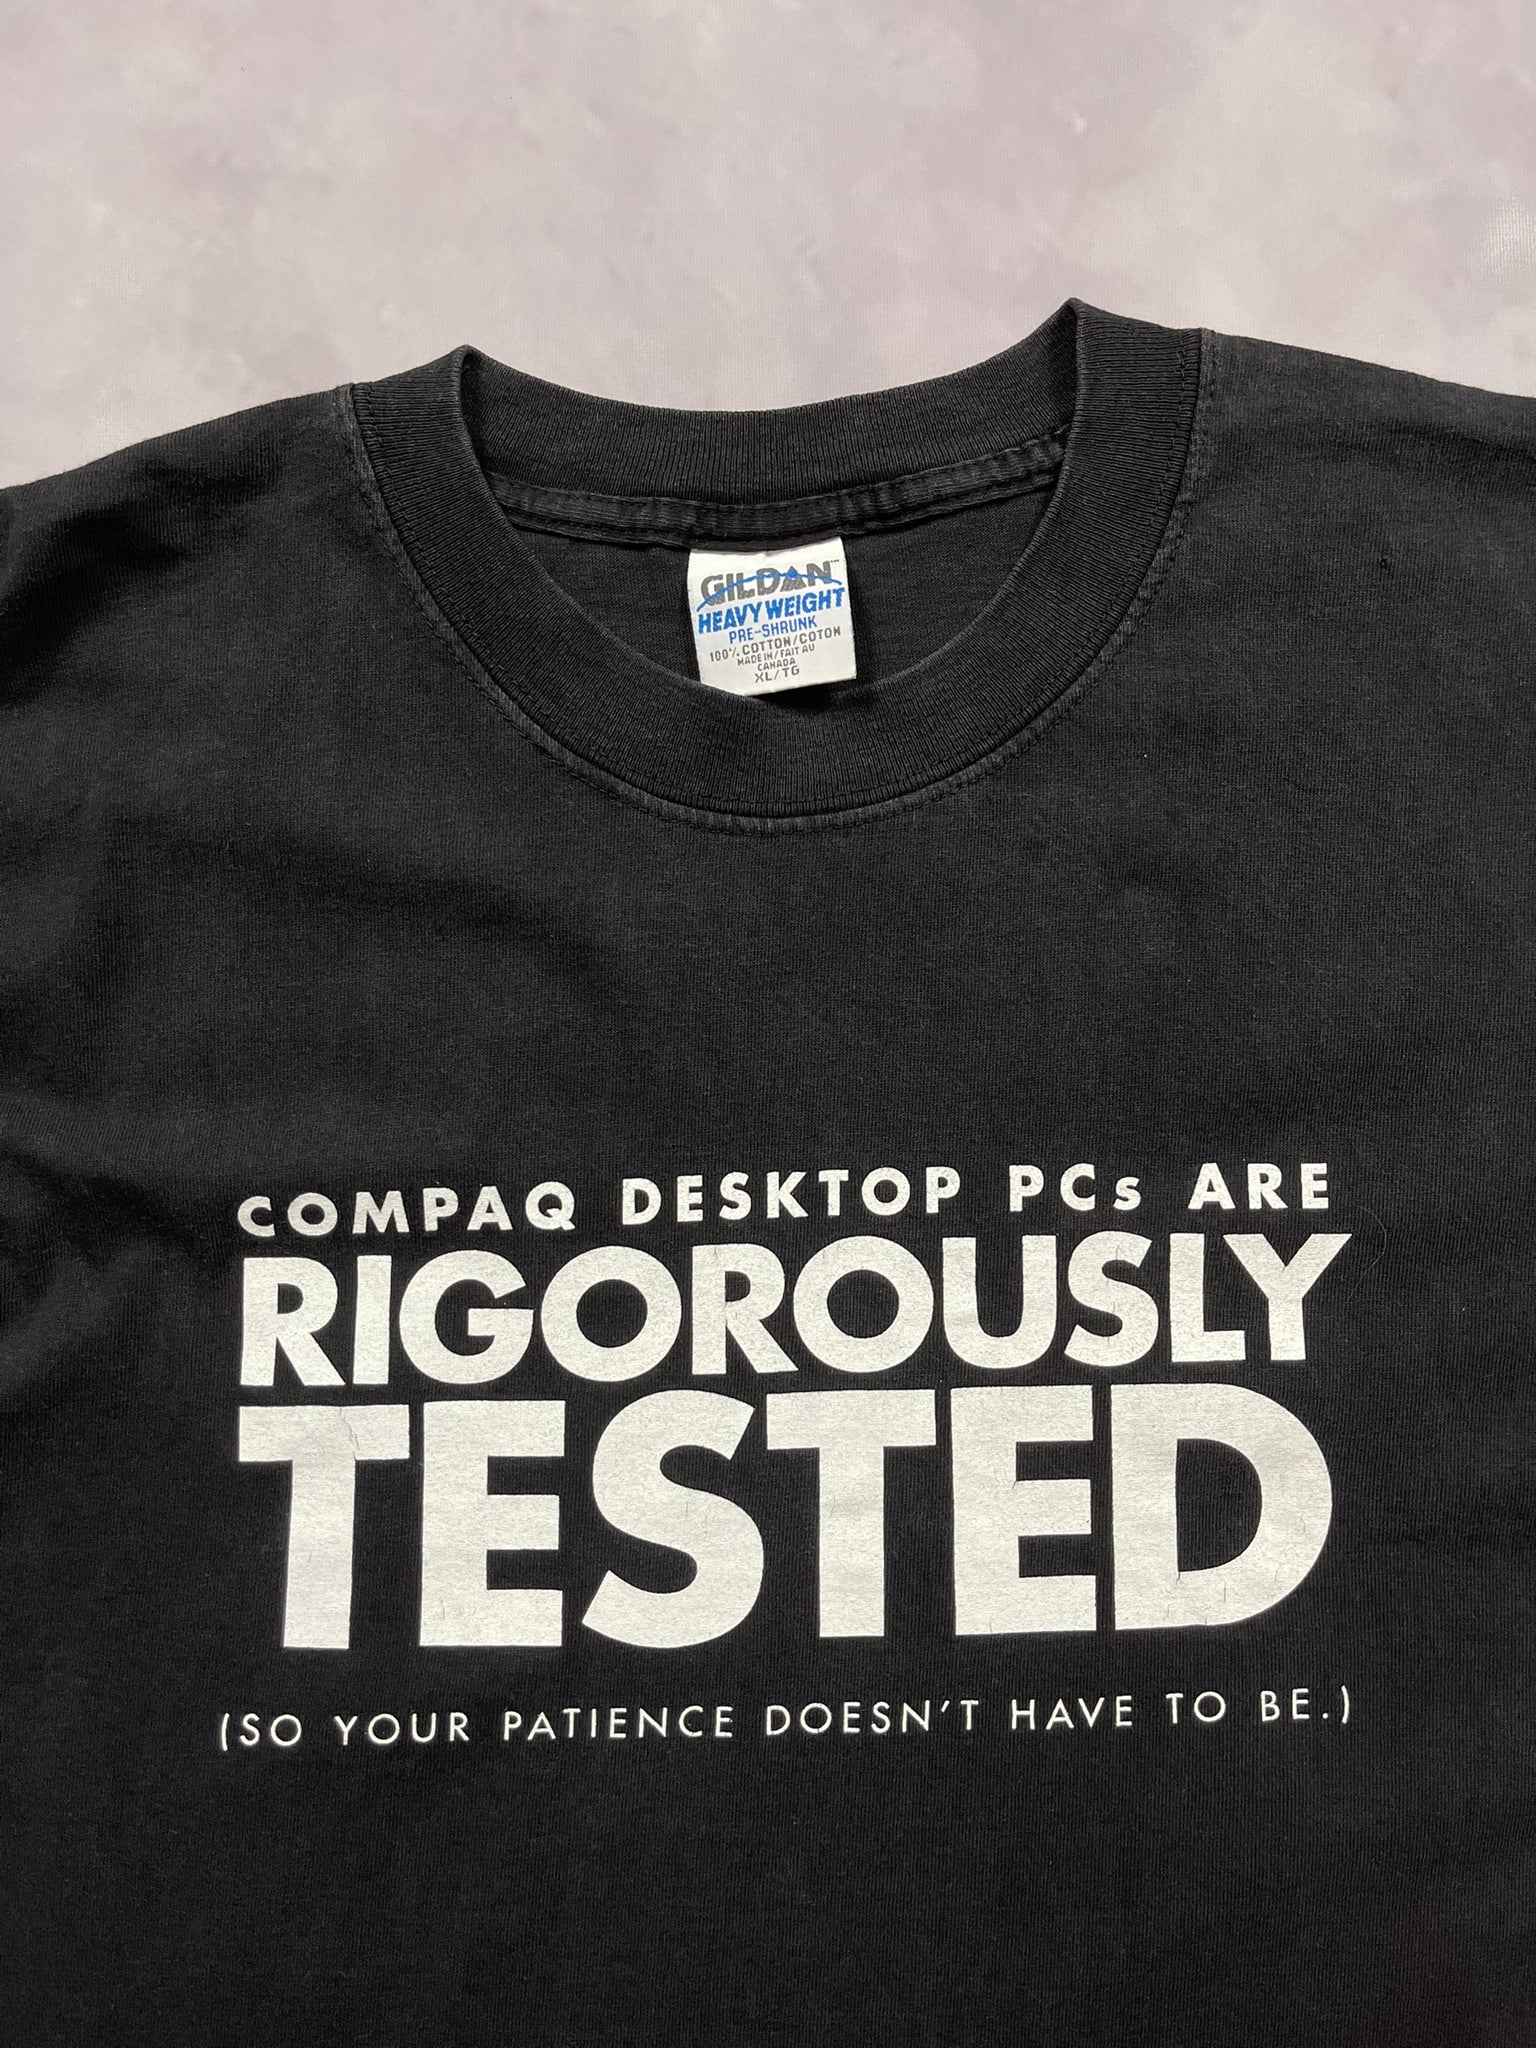 GILDAN™
HEAVY WEIGHT
PRE-SHRUNK
100% COTTON/COTON
MADE IN/FAIT AU
CANADA
XL/TG
COMPAQ DESKTOP PCs ARE
RIGOROUSLY
TESTED
(SO YOUR PATIENCE DOESN'T HAVE TO BE.)